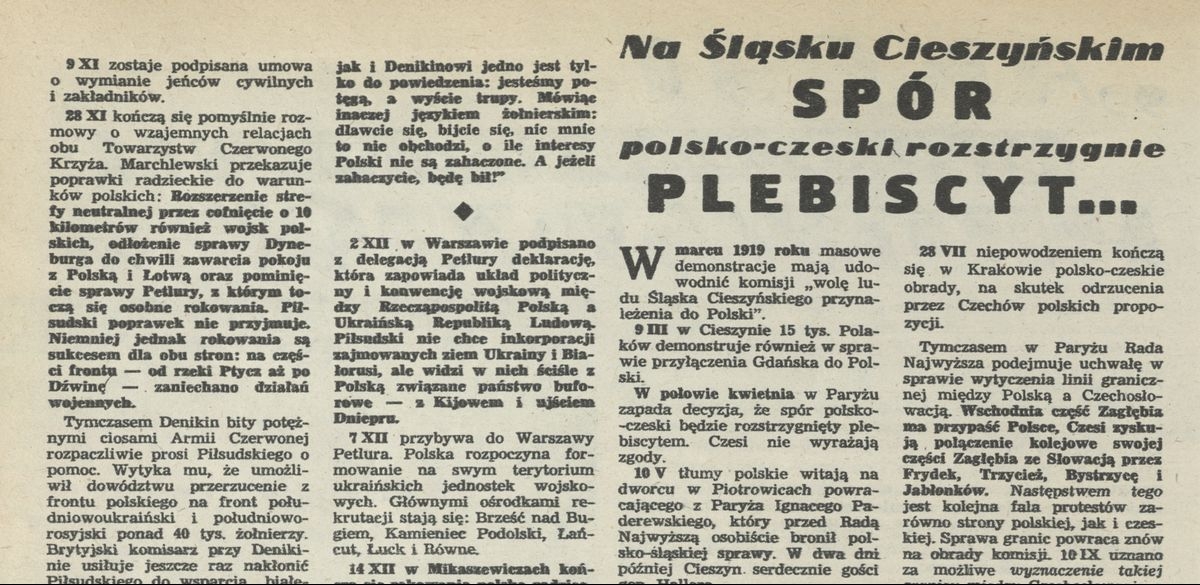 9 XI zostaje podpisana umowa
o wymianie jeńców cywilnych
i zakładników.
28 XI kończą się pomyślnie roz-
mowy o wzajemnych relacjach
obu Towarzystw Czerwonego
Krzyża. Marchlewski przekazuje
poprawki radzieckie do warun-
ków polskich: Rozszerzenie stre-
fy neutralnej przez cofnięcie o 10
kilometrów również wojsk pol-
skich, odłożenie sprawy Dyne-
burga do chwili zawarcia pokoju
z Polską i Łotwą oraz pominię-
cie sprawy Petlury, z którym to-
czą się osobne rokowania. Pił-
sudski poprawek nie przyjmuje.
Niemniej jednak rokowania są
sukcesem dla obu stron: na częś-
ci frontu — od rzeki Ptycz aż po
Dźwinę — zaniechano działań
wojennych.
Tymczasem Denikin bity potęż-
nymi ciosami Armii Czerwonej
rozpaczliwie prosi Piłsudskiego o
pomoc. Wytyka mu, że umożli-
wił dowództwu przerzucenie z
frontu polskiego na front połu-
dniowoukraiński i południowo-
rosyjski ponad 40 tys. żołnierzy.
Brytyjski komisarz przy Deniki-
nie usiłuje jeszcze raz nakłonić
Piłsudskiego do wsparcia białe-
jak i Denikinowi jedno jest tyl-
ko do powiedzenia: jesteśmy po-
tęgą, a wyście trupy. Mówiąc
inaczej językiem żołnierskim:
dławcie się, bijcie się, nic mnie
to nie obchodzi, o ile interesy
Polski nie są zahaczone. A jeżeli
zahaczycie, będę bił!"
◆
2 XII w Warszawie podpisano
z delegacją Petlury deklarację,
która zapowiada układ politycz-
ny i konwencję wojskową mię-
dzy Rzecząpospolitą Polską a
Ukraińską Republiką Ludową.
Piłsudski nie chce inkorporacji
zajmowanych ziem Ukrainy i Bia-
łorusi, ale widzi w nich ściśle z
Polską związane państwo bufo-
rowe — z Kijowem i ujściem
Dniepru.
7 XII przybywa do Warszawy
Petlura. Polska rozpoczyna for-
mowanie na swym terytorium
ukraińskich jednostek wojsko-
wych. Głównymi ośrodkami re-
krutacji stają się: Brześć nad Bu-
giem, Kamieniec Podolski, Łań-
cut, Łuck i Równe.
14 XII w Mikaszewiczach koń-
Na Śląsku Cieszyńskim
SPÓR
polsko-czeski rozstrzygnie
PLEBISCYT...
W marcu 1919 roku masowe
demonstracje mają udo-
wodnić komisji „wolę lu-
du Śląska Cieszyńskiego przyna-
leżenia do Polski".
9 III w Cieszynie 15 tys. Pola-
ków demonstruje również w spra-
wie przyłączenia Gdańska do Pol-
ski.
W połowie kwietnia w Paryżu
zapada decyzja, że spór polsko-
-czeski będzie rozstrzygnięty ple-
biscytem. Czesi nie wyrażają
zgody.
10 V tłumy polskie witają na
dworcu w Piotrowicach powra-
cającego z Paryża Ignacego Pa-
derewskiego, który przed Radą
Najwyższą osobiście bronił pol-
sko-śląskiej sprawy. W dwa dni
później Cieszyn serdecznie gości
gen. Hallera.
28 VII niepowodzeniem kończą
się w Krakowie polsko-czeskie
obrady, na skutek odrzucenia
przez Czechów polskich propo-
zycji.
Tymczasem w Paryżu Rada
Najwyższa podejmuje uchwałę w
sprawie wytyczenia linii granicz-
nej między Polską a Czechosło-
wacją. Wschodnia część Zagłębia
ma przypaść Polsce, Czesi zysku-
ją połączenie kolejowe swojej
części Zagłębia ze Słowacją przez
Frydek, Trzycież, Bystrzycę i
Jabłonków. Następstwem tego
jest kolejna fala protestów za-
równo strony polskiej, jak i czes-
kiej. Sprawa granic powraca znów
na obrady komisji. 10 IX uznano
za możliwe wyznaczenie takiej